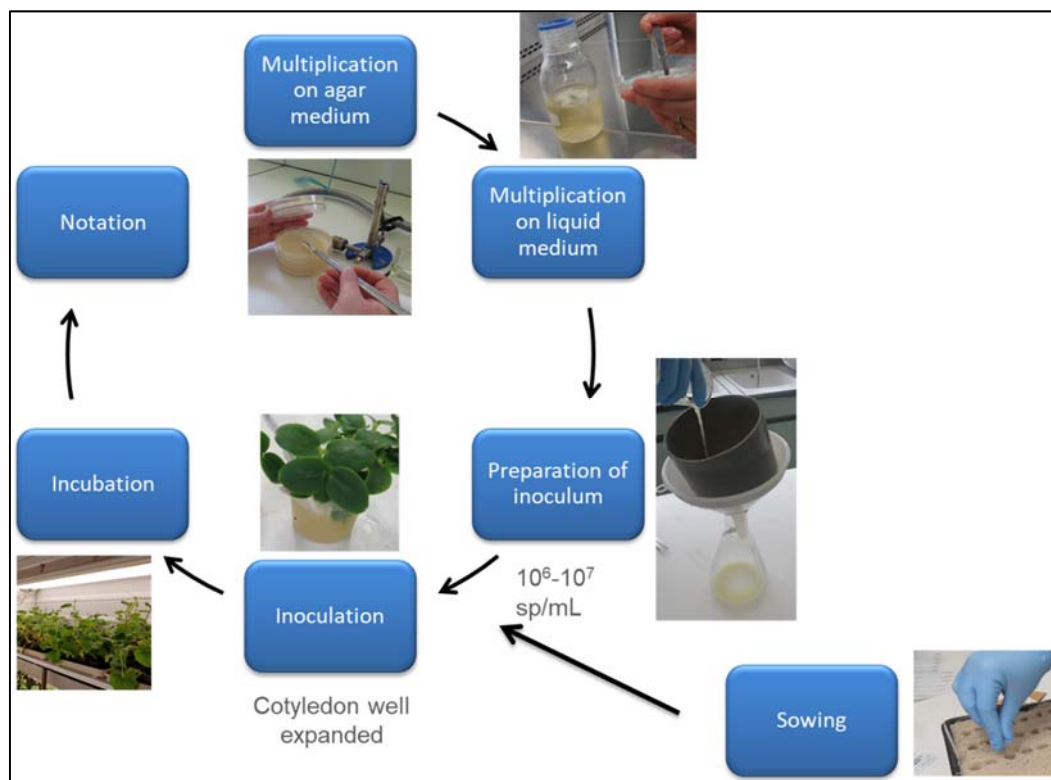 Multiplication
on agar
medium
Multiplication
on liquid
medium
Notation
Incubation
Preparation of
inoculum
10⁶-10⁷
sp/mL
Inoculation
Cotyledon well
expanded
Sowing